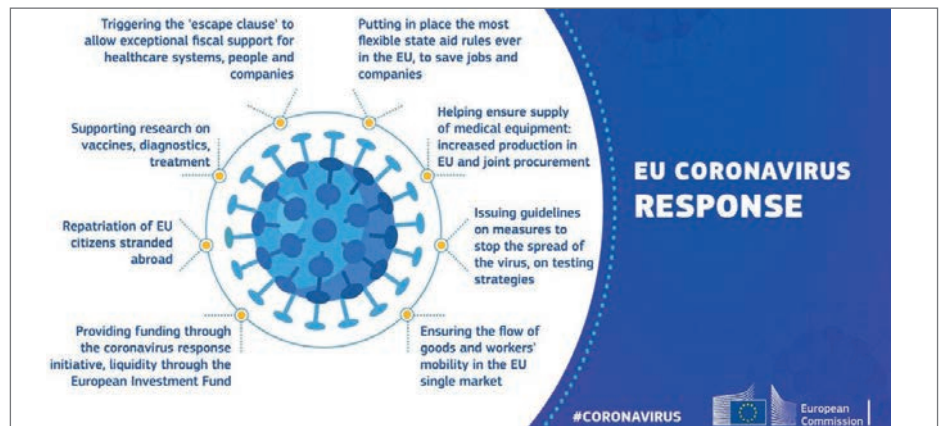 Triggering the 'escape clause' to
allow exceptional fiscal support for
healthcare systems, people and
companies
Putting in place the most
flexible state aid rules ever
in the EU, to save jobs and
companies
Supporting research on
vaccines, diagnostics,
treatment
Helping ensure supply
of medical equipment:
increased production in
EU and joint procurement
Repatriation of EU
citizens stranded
abroad
Issuing guidelines
on measures to
stop the spread of
the virus, on testing
strategies
Providing funding through
the coronavirus response
initiative, liquidity through the
European Investment Fund
Ensuring the flow of
goods and workers'
mobility in the EU
single market
EU CORONAVIRUS
RESPONSE
#CORONAVIRUS
European
Commission